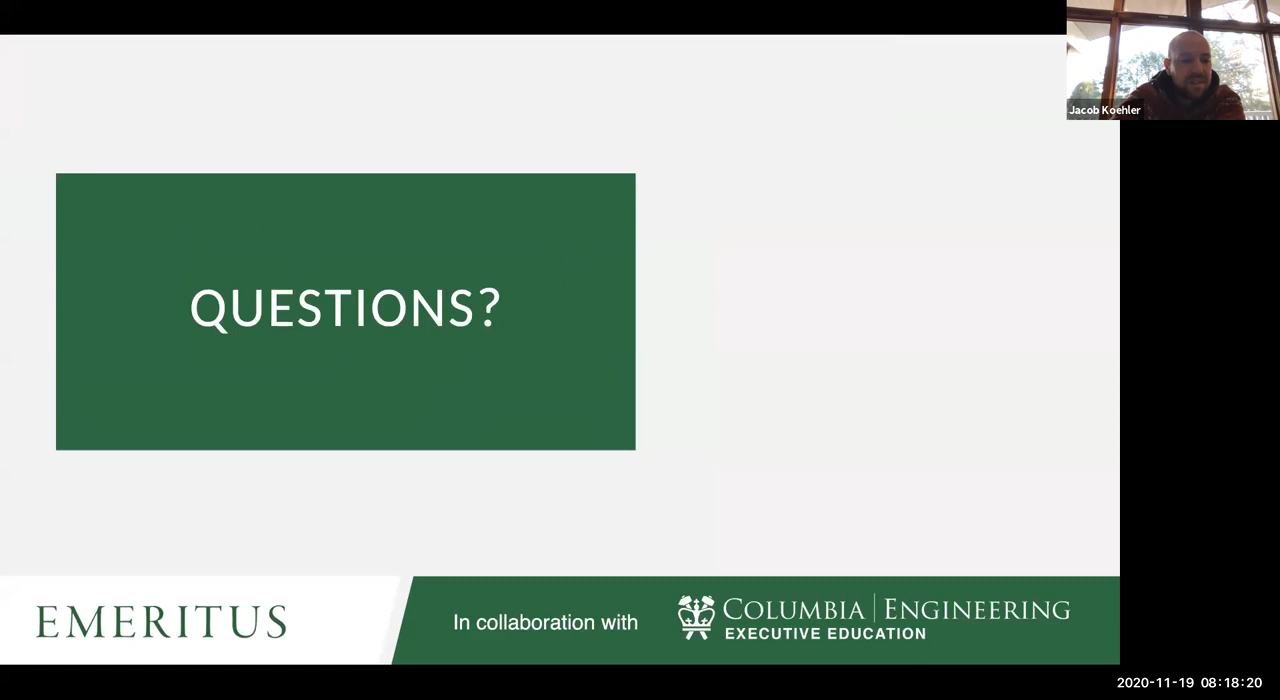 Jacob Koehler
QUESTIONS?
EMERITUS
In collaboration with
COLUMBIA | ENGINEERING
EXECUTIVE EDUCATION
2020-11-19 08:18:20